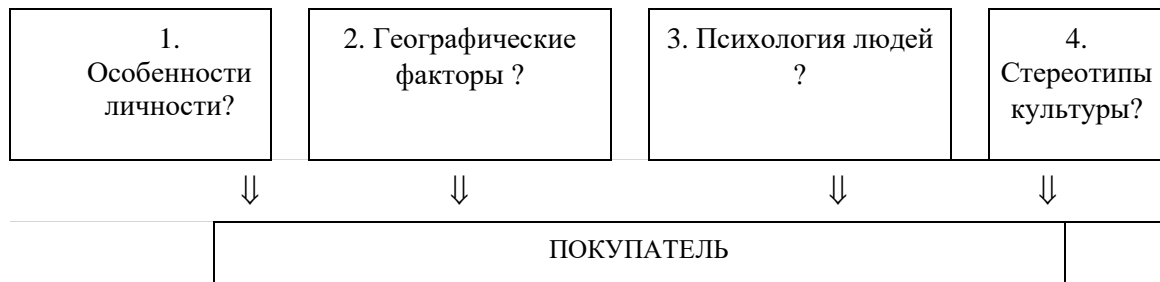 1.
Особенности
личности?
2. Географические
факторы ?
3. Психология людей
?
4.
Стереотипы
культуры?
⇓ ⇓ ⇓ ⇓
ПОКУПАТЕЛЬ